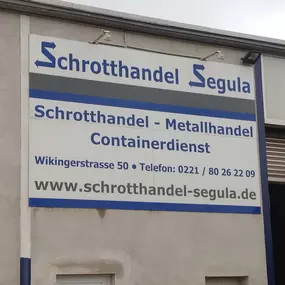 Schrotthandel Segula
Schrotthandel - Metallhandel
Containerdienst
Wikingerstrasse 50 • Telefon: 0221 / 80 26 22 09
www.schrotthandel-segula.de